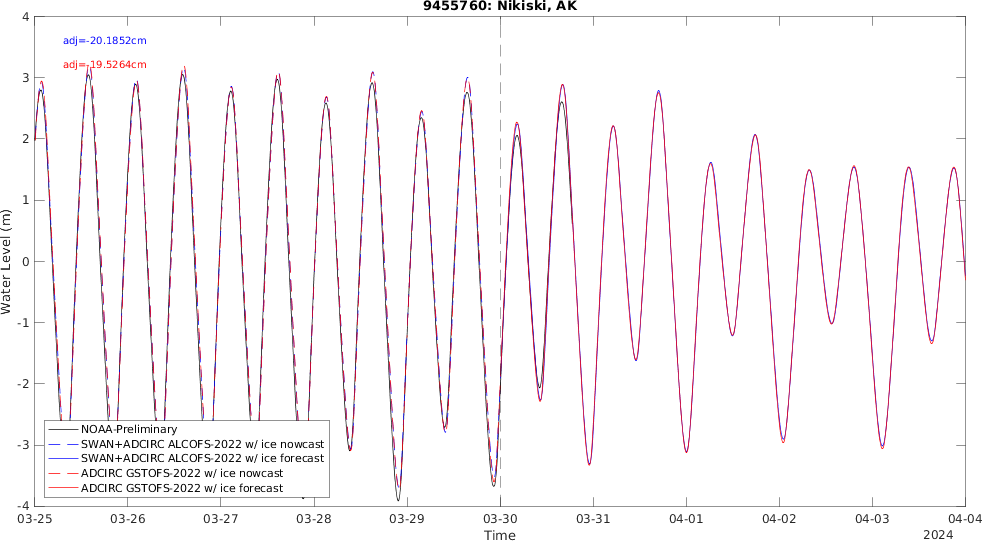 9455760: Nikiski, AK
adj=-20.1852cm
adj=-19.5264cm
4
3
2
1
0
-1
-2
-3
-4
Water Level (m)
NOAA-Preliminary
SWAN+ADCIRC ALCOFS-2022 w/ ice nowcast
SWAN+ADCIRC ALCOFS-2022 w/ ice forecast
ADCIRC GSTOFS-2022 w/ ice nowcast
ADCIRC GSTOFS-2022 w/ ice forecast
03-25 03-26 03-27 03-28 03-29 03-30 03-31 04-01 04-02 04-03 04-04
Time
2024